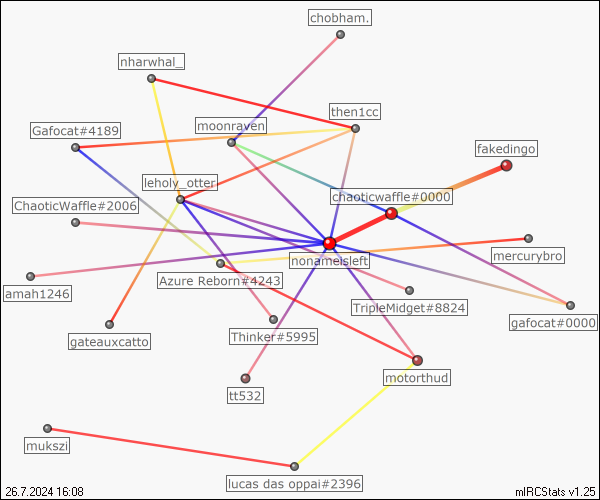 chobham.
nharwhal_
then1cc
moonraven
Gafocat#4189
fakedingo
leholy_otter
chaoticwaffle#0000
ChaoticWaffle#2006
nonameisleft
mercurybro
Azure Reborn#4243
amah1246
TripleMidget#8824
gafocat#0000
Thinker#5995
gateauxcatto
motorthud
tt532
mukszi
lucas das oppai#2396
26.7.2024 16:08
mIRCStats v1.25